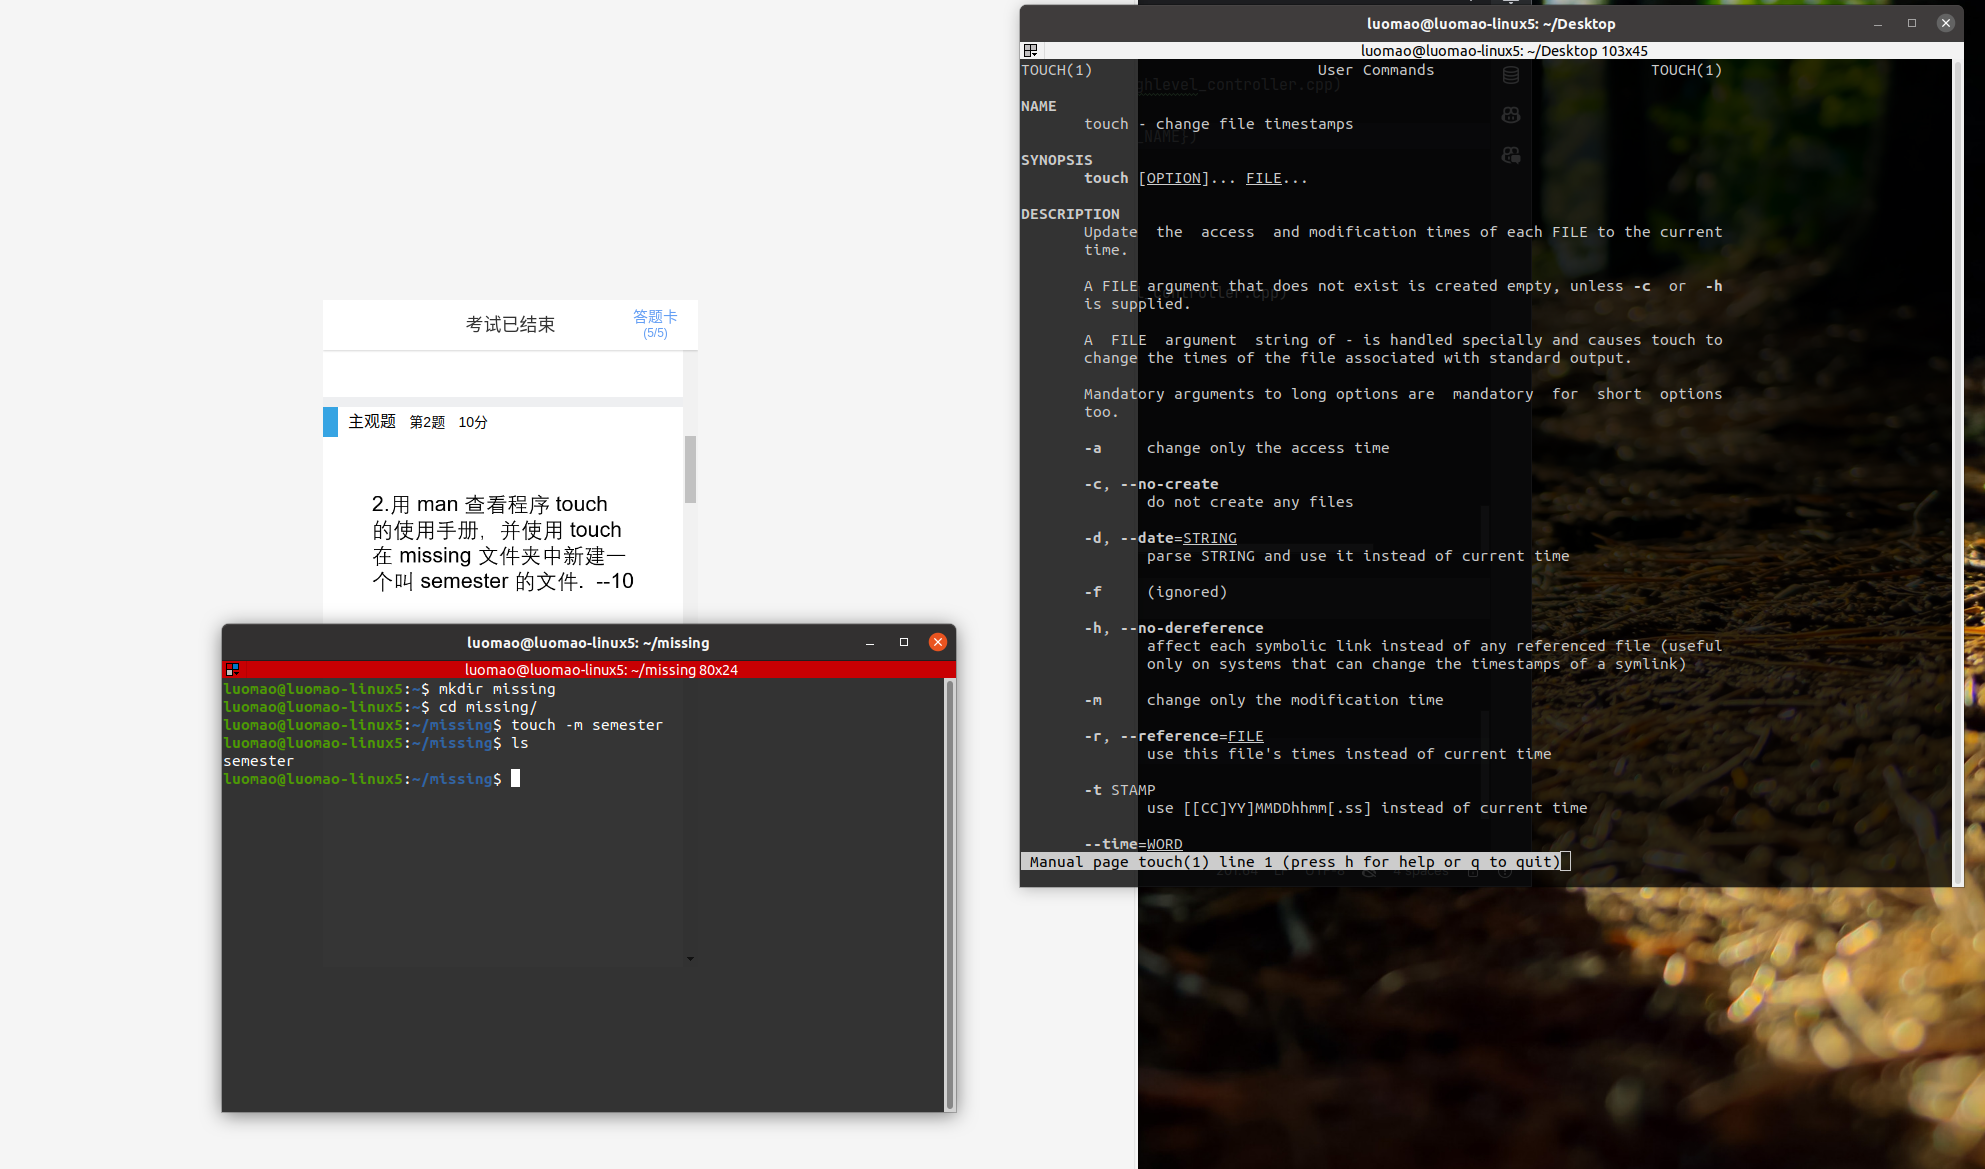 考试已结束
答题卡
(5/5)
主观题 第2题 10分
2.用 man 查看程序 touch
的使用手册，并使用 touch
在 missing 文件夹中新建一
个叫 semester 的文件. --10
luomao@luomao-linux5: ~/missing
luomao@luomao-linux5: ~/missing 80x24
luomao@luomao-linux5:~$ mkdir missing
luomao@luomao-linux5:~$ cd missing/
luomao@luomao-linux5:~/missing$ touch -m semester
luomao@luomao-linux5:~/missing$ ls
semester
luomao@luomao-linux5:~/missing$
luomao@luomao-linux5: ~/Desktop
luomao@luomao-linux5: ~/Desktop 103x45
TOUCH(1) User Commands TOUCH(1)
NAME
touch - change file timestamps
SYNOPSIS
touch [OPTION]... FILE...
DESCRIPTION
Update the access and modification times of each FILE to the current
time.
A FILE argument that does not exist is created empty, unless -c or -h
is supplied.
A FILE argument string of - is handled specially and causes touch to
change the times of the file associated with standard output.
Mandatory arguments to long options are mandatory for short options
too.
-a change only the access time
-c, --no-create
do not create any files
-d, --date=STRING
parse STRING and use it instead of current time
-f (ignored)
-h, --no-dereference
affect each symbolic link instead of any referenced file (useful
only on systems that can change the timestamps of a symlink)
-m change only the modification time
-r, --reference=FILE
use this file's times instead of current time
-t STAMP
use [[CC]YY]MMDDhhmm[.ss] instead of current time
--time=WORD
Manual page touch(1) line 1 (press h for help or q to quit)